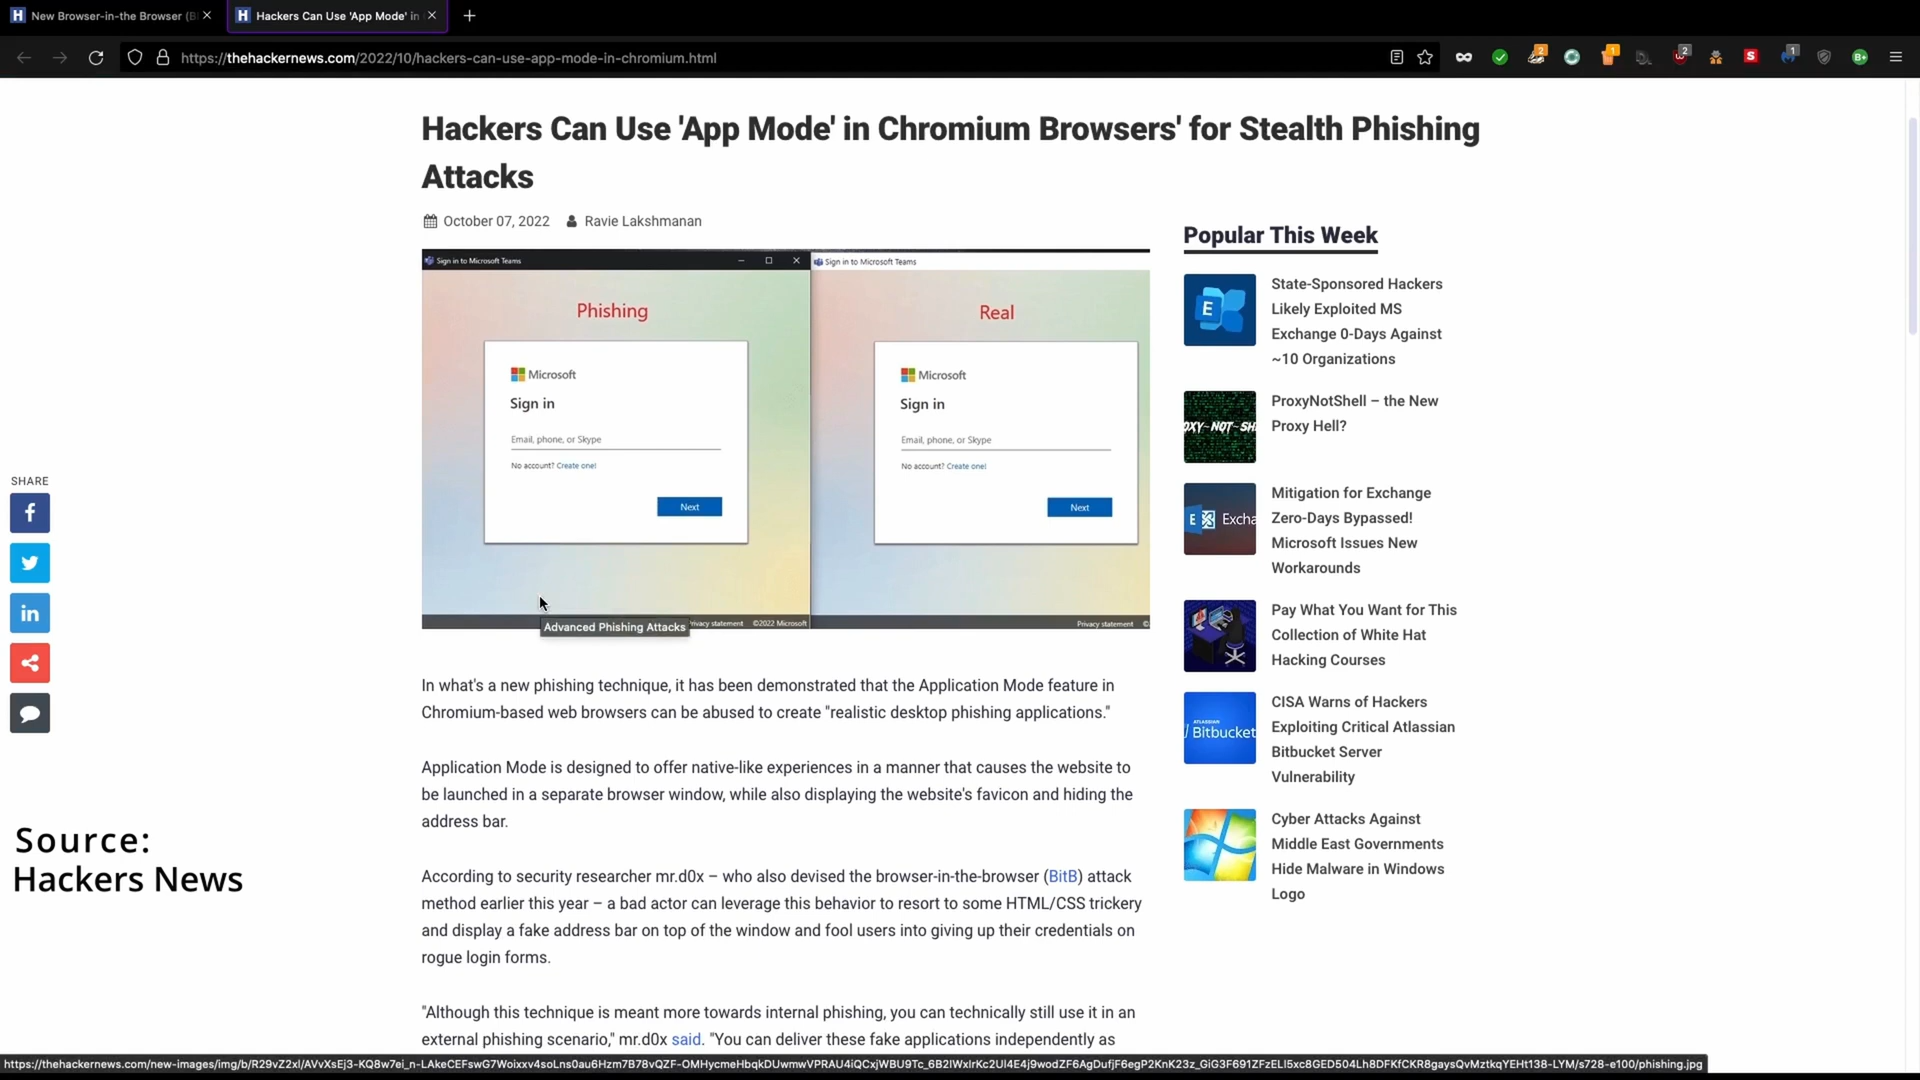 New Browser-in-the Browser (B
Hackers Can Use 'App Mode' in
https://thehackernews.com/2022/10/hackers-can-use-app-mode-in-chromium.html
2
1
2
S
1
B+
Hackers Can Use 'App Mode' in Chromium Browsers' for Stealth Phishing
Attacks
October 07, 2022 Ravie Lakshmanan
Sign in to Microsoft Teams
Phishing
Microsoft
Sign in
Email, phone, or Skype
No account? Create one!
Next
rivacy statement ©2022 Microsoft
Advanced Phishing Attacks
Sign in to Microsoft Teams
Real
Microsoft
Sign in
Email, phone, or Skype
No account? Create one!
Next
Privacy statement ©
SHARE
Source:
Hackers News
In what's a new phishing technique, it has been demonstrated that the Application Mode feature in
Chromium-based web browsers can be abused to create "realistic desktop phishing applications."
Application Mode is designed to offer native-like experiences in a manner that causes the website to
be launched in a separate browser window, while also displaying the website's favicon and hiding the
address bar.
According to security researcher mr.d0x – who also devised the browser-in-the-browser (BitB) attack
method earlier this year – a bad actor can leverage this behavior to resort to some HTML/CSS trickery
and display a fake address bar on top of the window and fool users into giving up their credentials on
rogue login forms.
"Although this technique is meant more towards internal phishing, you can technically still use it in an
external phishing scenario," mr.d0x said. "You can deliver these fake applications independently as
Popular This Week
State-Sponsored Hackers
Likely Exploited MS
Exchange 0-Days Against
~10 Organizations
OXY-NOT-SH
ProxyNotShell – the New
Proxy Hell?
Excha
Mitigation for Exchange
Zero-Days Bypassed!
Microsoft Issues New
Workarounds
Pay What You Want for This
Collection of White Hat
Hacking Courses
ATLASSIAN
Bitbucket
CISA Warns of Hackers
Exploiting Critical Atlassian
Bitbucket Server
Vulnerability
Cyber Attacks Against
Middle East Governments
Hide Malware in Windows
Logo